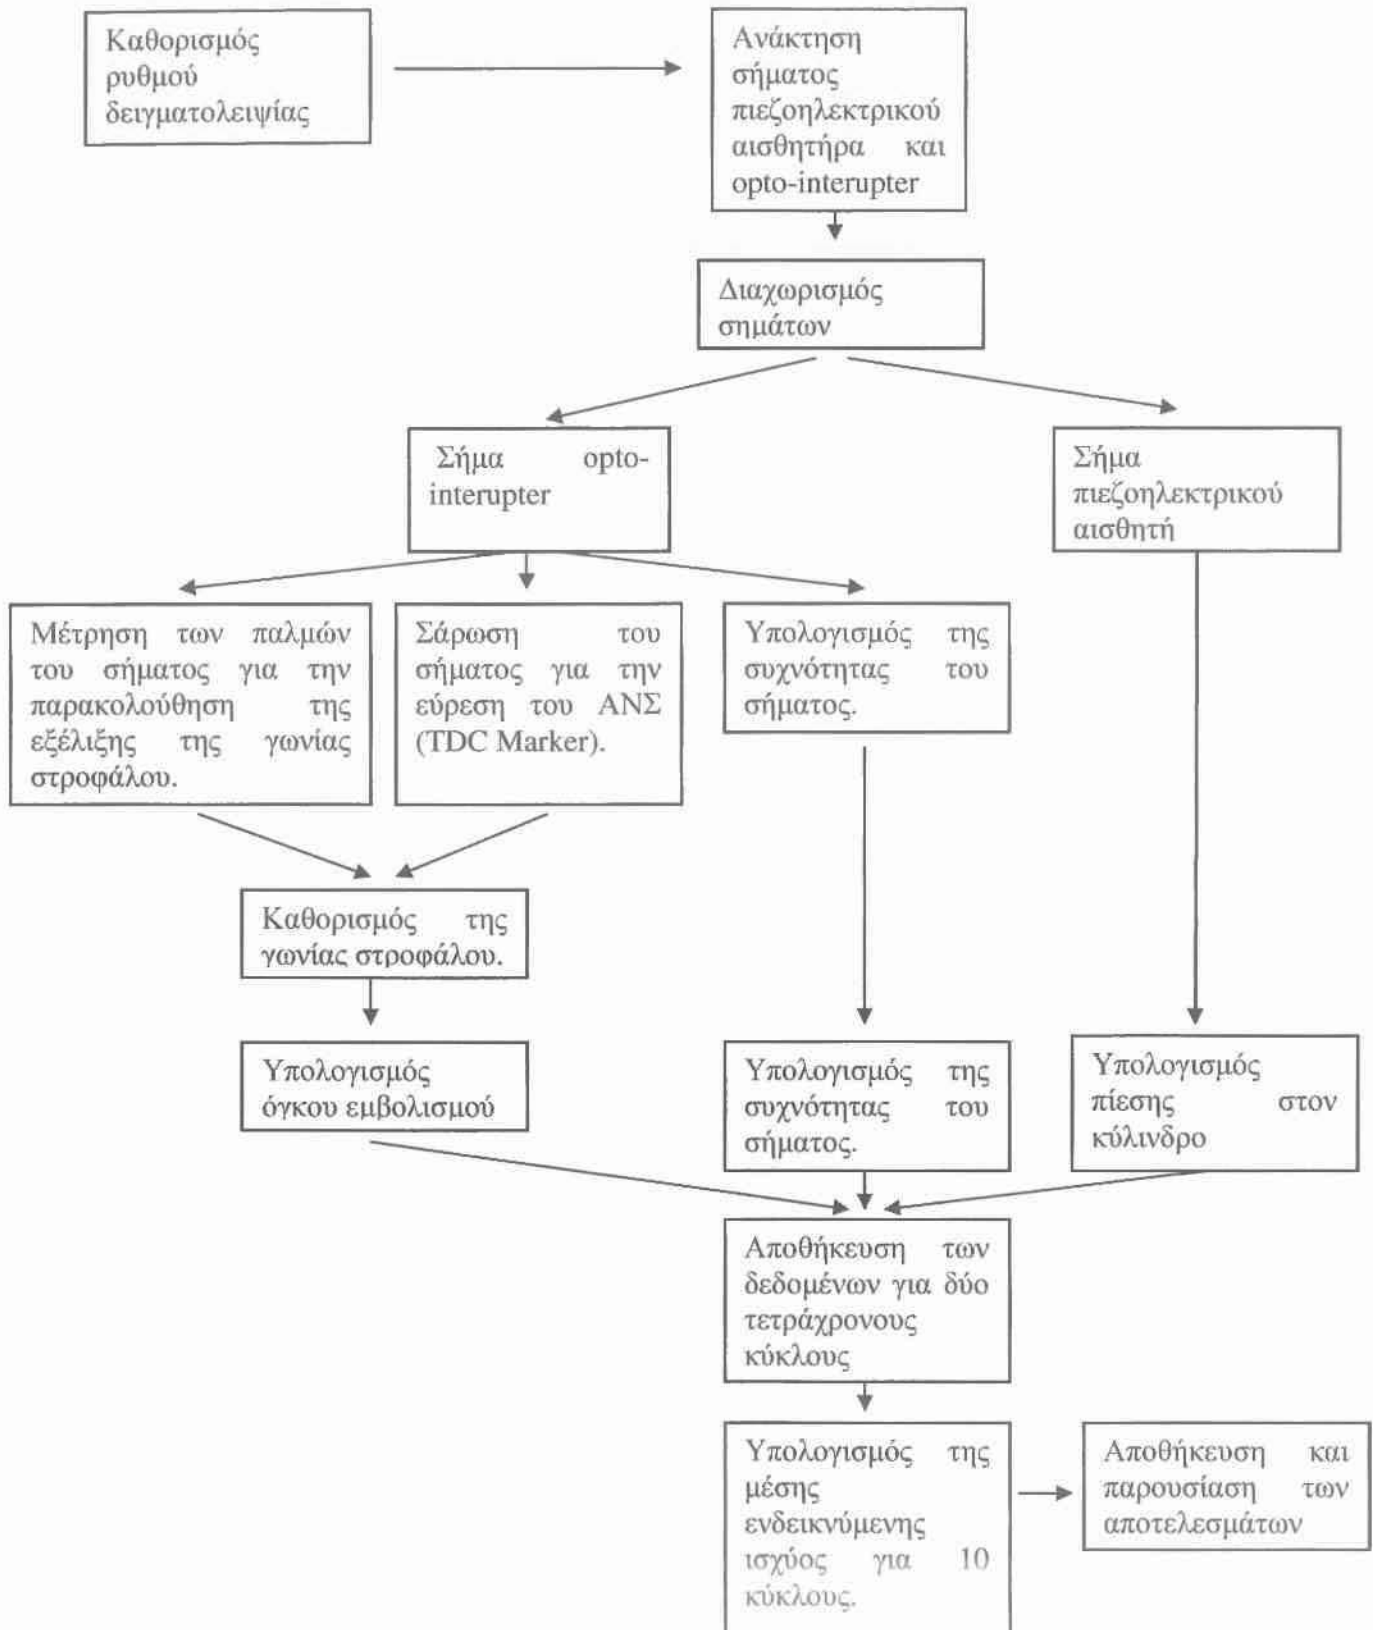 Καθορισμός
ρυθμού
δειγματολειψίας
Ανάκτηση
σήματος
πιεζοηλεκτρικού
αισθητήρα και
opto-interupter
Διαχωρισμός
σημάτων
Σήμα opto-
interupter
Σήμα
πιεζοηλεκτρικού
αισθητή
Μέτρηση των παλμών
του σήματος για την
παρακολούθηση της
εξέλιξης της γωνίας
στροφάλου.
Σάρωση του
σήματος για την
εύρεση του ΑΝΣ
(TDC Marker).
Υπολογισμός της
συχνότητας του
σήματος.
Καθορισμός της
γωνίας στροφάλου.
Υπολογισμός
όγκου εμβολισμού
Υπολογισμός της
συχνότητας του
σήματος.
Υπολογισμός
πίεσης στον
κύλινδρο
Αποθήκευση των
δεδομένων για δύο
τετράχρονους
κύκλους
Υπολογισμός της
μέσης
ενδεικνύμενης
ισχύος για 10
κύκλους.
Αποθήκευση και
παρουσίαση των
αποτελεσμάτων